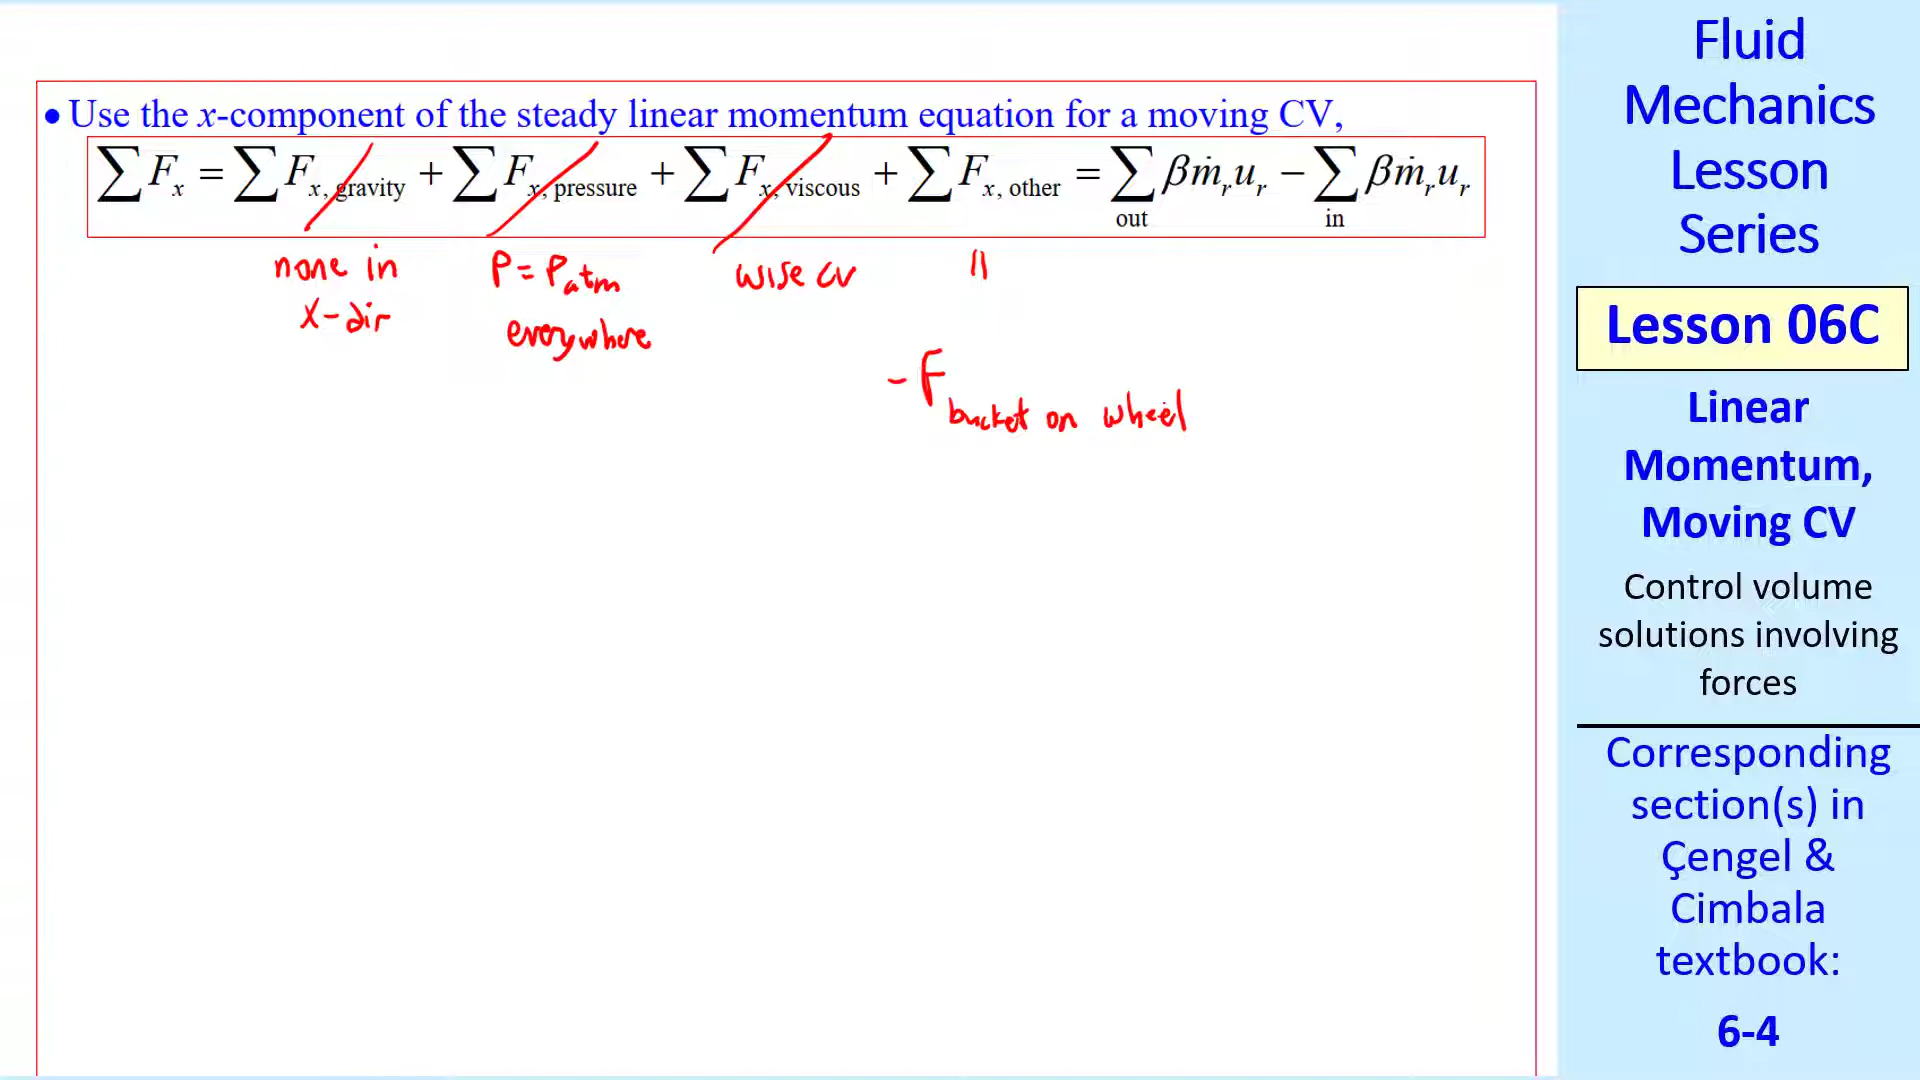 • Use the x-component of the steady linear momentum equation for a moving CV,
∑ F_x = ∑ F_x, gravity + ∑ F_x, pressure + ∑ F_x, viscous + ∑ F_x, other = ∑_out βṁ_r u_r − ∑_in βṁ_r u_r
none in
x-dir
P = P_atm
everywhere
wise CV
||
- F_bucket on wheel
Fluid
Mechanics
Lesson
Series
Lesson 06C
Linear
Momentum,
Moving CV
Control volume
solutions involving
forces
Corresponding
section(s) in
Çengel &
Cimbala
textbook:
6-4